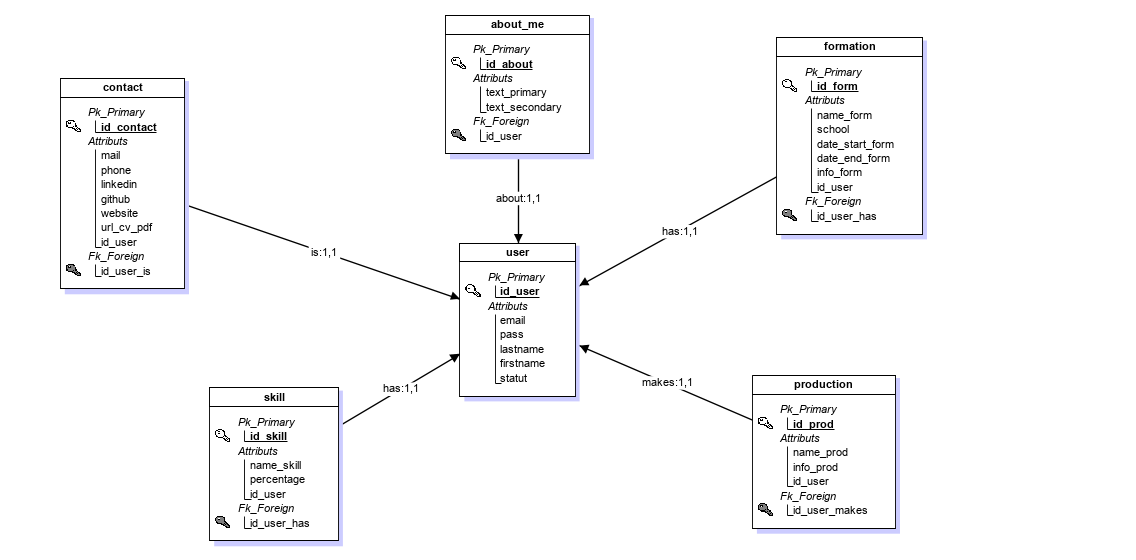 about_me
Pk_Primary
id_about
Attributs
text_primary
text_secondary
Fk_Foreign
id_user
formation
Pk_Primary
id_form
Attributs
name_form
school
date_start_form
date_end_form
info_form
id_user
Fk_Foreign
id_user_has
contact
Pk_Primary
id_contact
Attributs
mail
phone
linkedin
github
website
url_cv_pdf
id_user
Fk_Foreign
id_user_is
about:1,1
has:1,1
is:1,1
user
Pk_Primary
id_user
Attributs
email
pass
lastname
firstname
statut
has:1,1
makes:1,1
skill
Pk_Primary
id_skill
Attributs
name_skill
percentage
id_user
Fk_Foreign
id_user_has
production
Pk_Primary
id_prod
Attributs
name_prod
info_prod
id_user
Fk_Foreign
id_user_makes